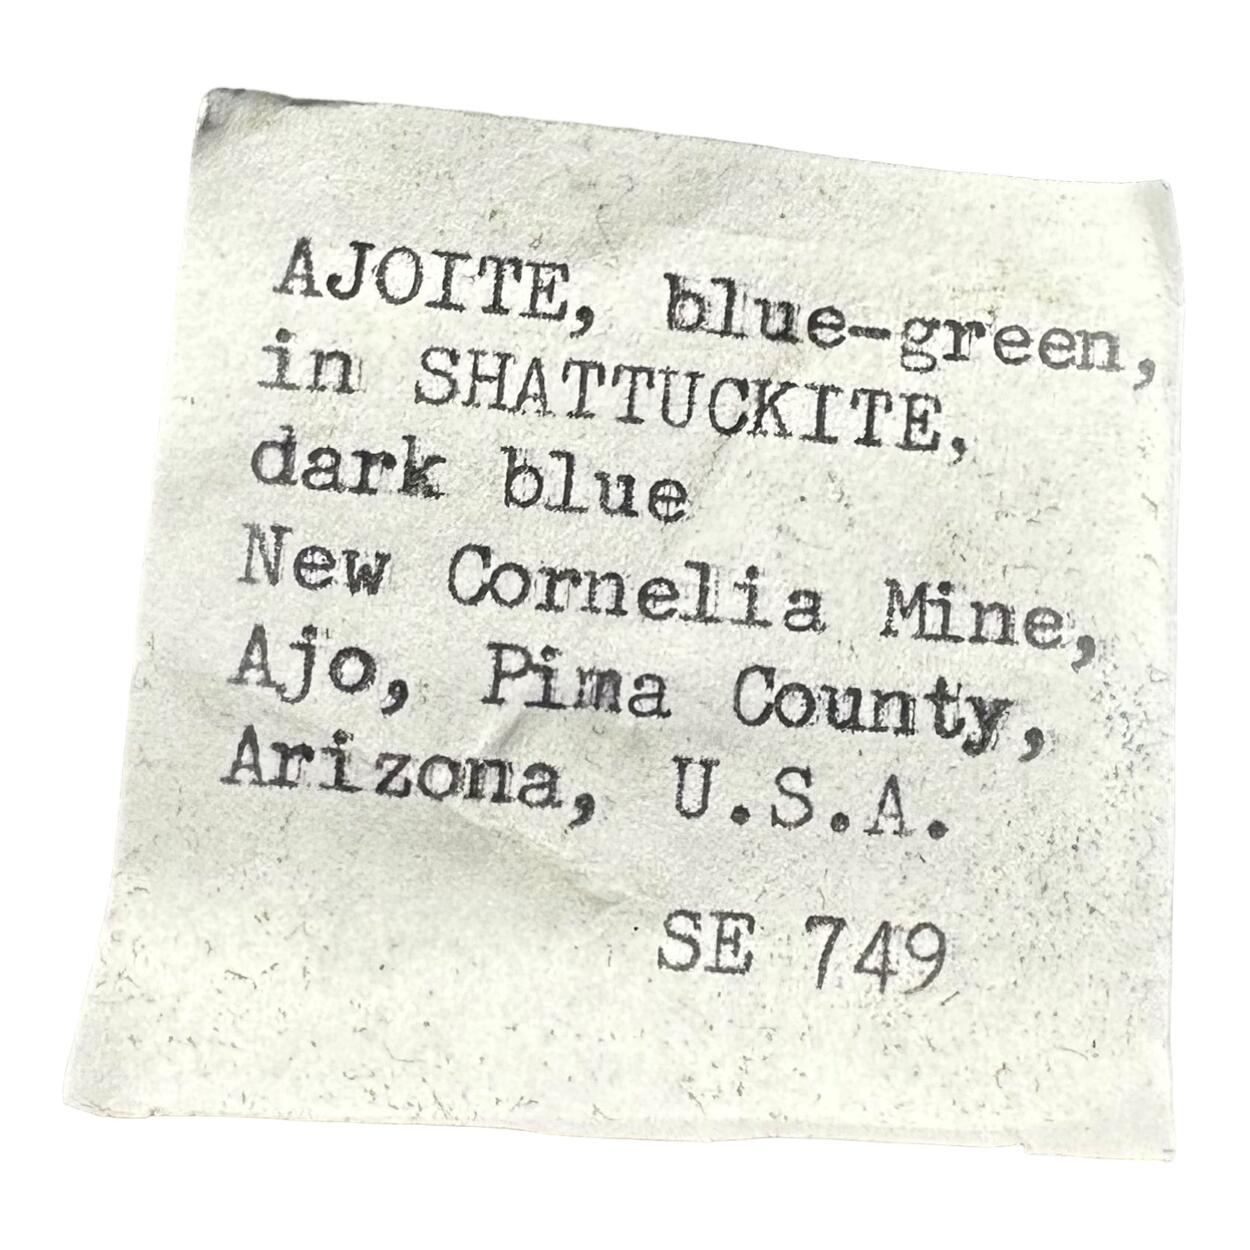 AJOITE, blue-green,
in SHATTUCKITE,
dark blue
New Cornelia Mine,
Ajo, Pima County,
Arizona, U.S.A.
SE 749